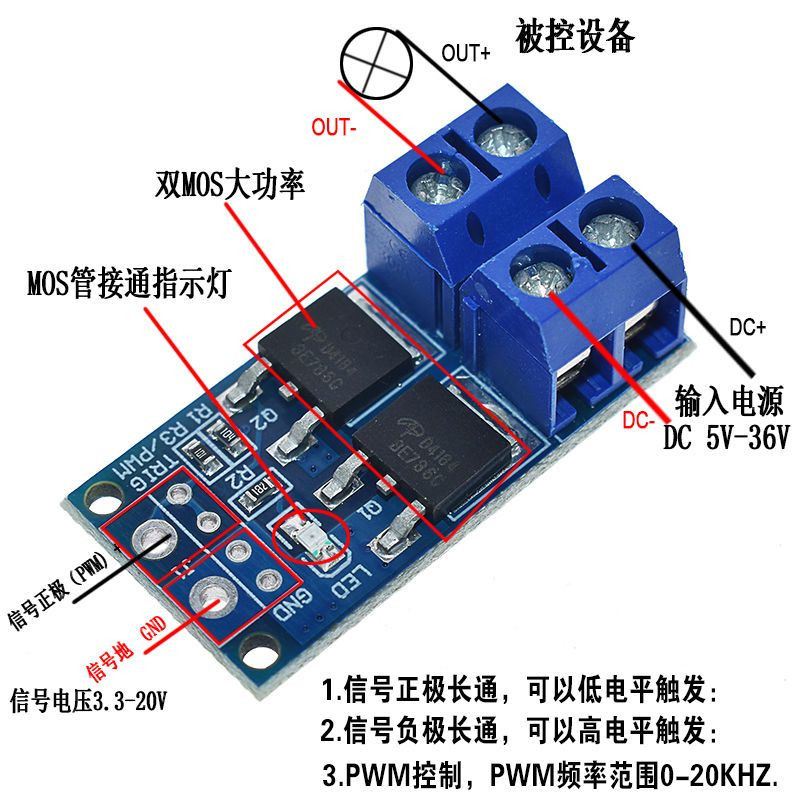 OUT+
被控设备
OUT-
双MOS大功率
MOS管接通指示灯
DC+
输入电源
DC-
DC 5V-36V
D4184
3E786C
D4184
Q2
R1 R3/PWM
TRIG
R2
Q1
LED
GND
+
信号正极(PWM)
信号地 GND
信号电压3.3-20V
1.信号正极长通，可以低电平触发：
2.信号负极长通，可以高电平触发：
3.PWM控制，PWM频率范围0-20KHZ.